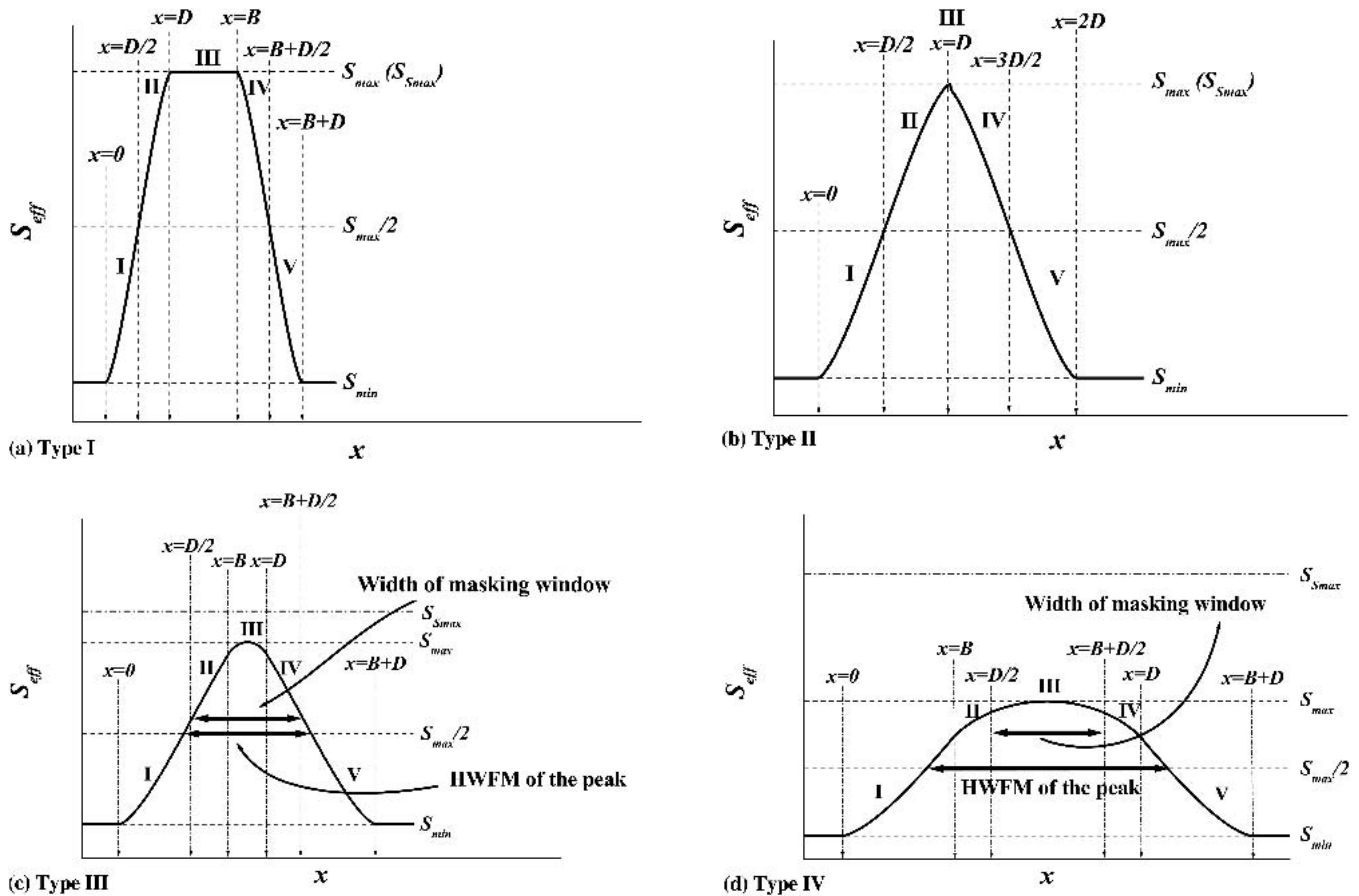 x=D
x=B
x=D/2
III
x=B+D/2
S_max (S_Smax)
II
IV
x=B+D
x=0
S_eff
S_max/2
I
V
S_min
(a) Type I
x
III
x=2D
x=D/2
x=D
x=3D/2
S_max (S_Smax)
II
IV
x=0
S_eff
S_max/2
I
V
S_min
(b) Type II
x
x=B+D/2
x=D/2
x=B
x=D
Width of masking window
S_Smax
III
S_max
II
IV
x=B+D
x=0
S_eff
S_max/2
I
V
HWFM of the peak
S_min
(c) Type III
x
S_Smax
Width of masking window
x=B
x=B+D/2
x=0
x=D/2
III
x=D
x=B+D
S_eff
II
IV
S_max
S_max/2
I
HWFM of the peak
V
S_min
(d) Type IV
x